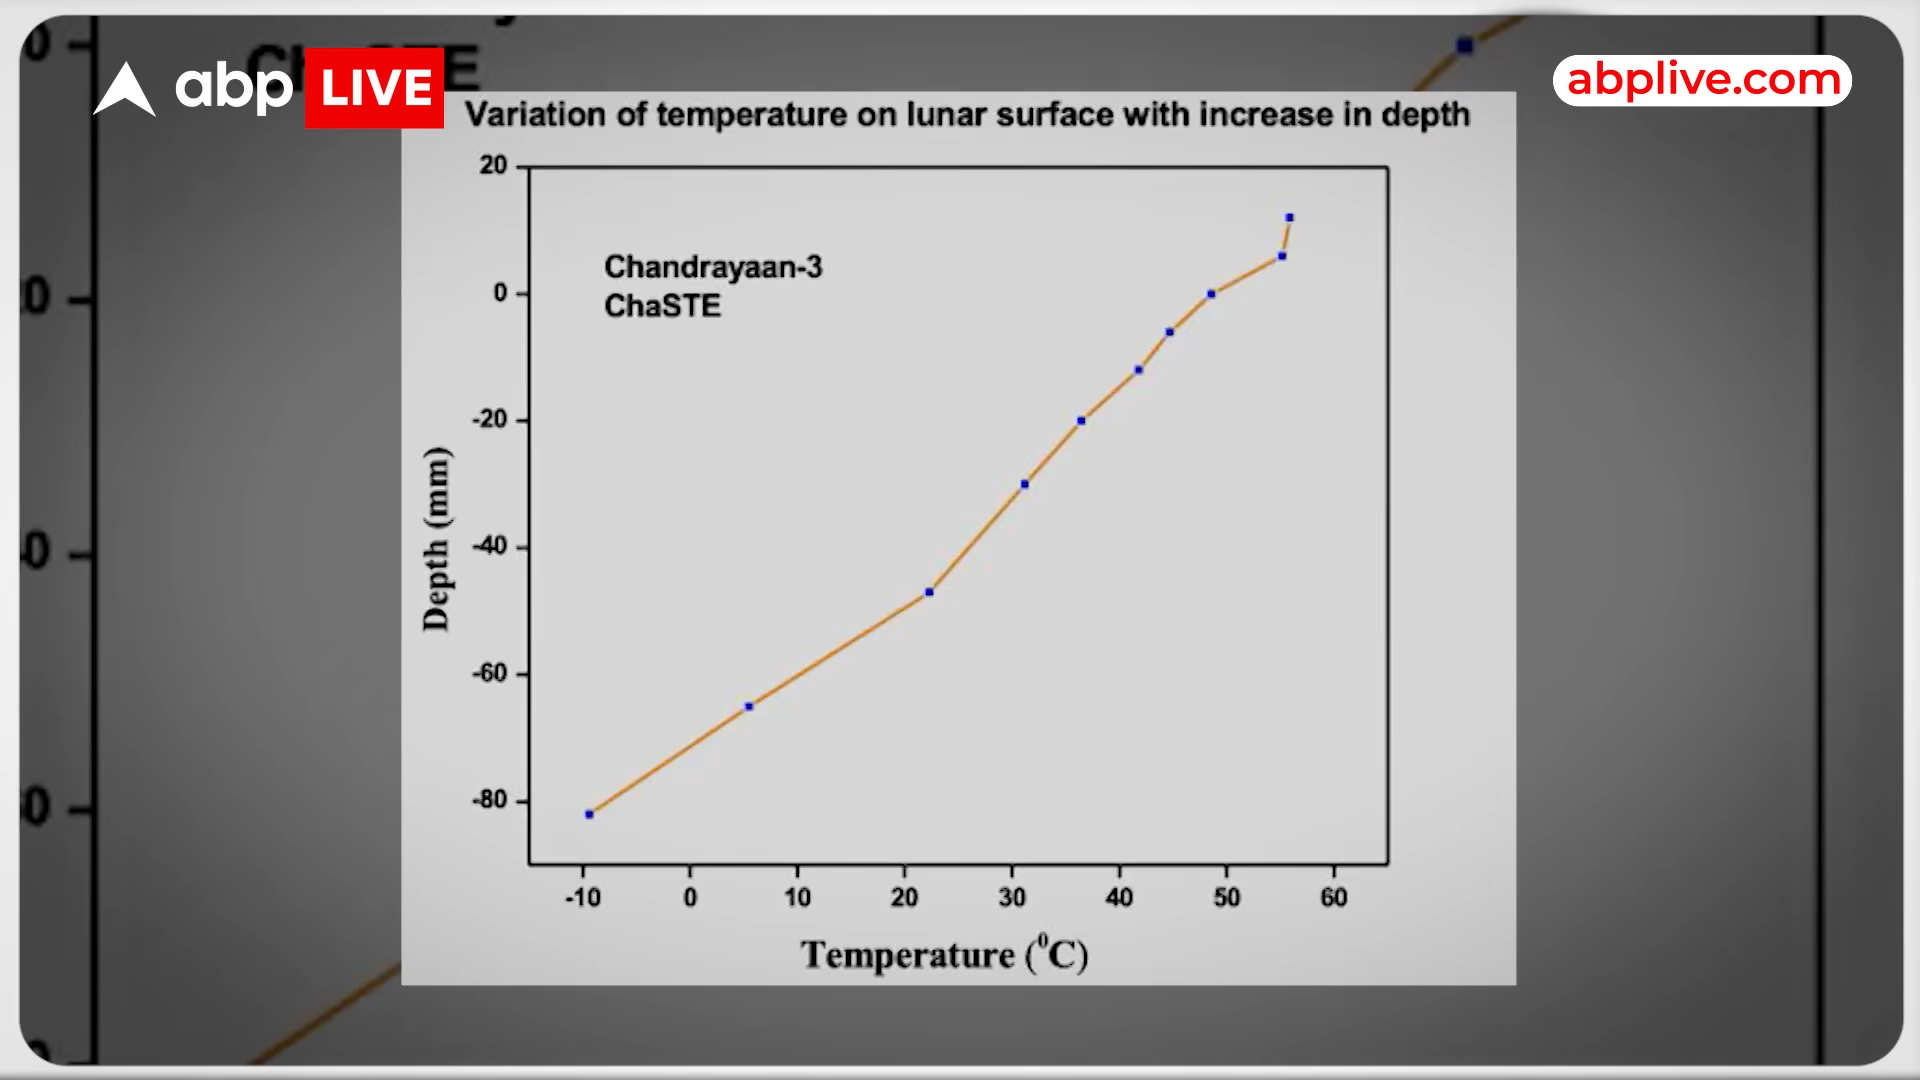 abp LIVE
abplive.com
Variation of temperature on lunar surface with increase in depth
20
Chandrayaan-3
ChaSTE
0
-20
-40
-60
-80
Depth (mm)
-10 0 10 20 30 40 50 60
Temperature (⁰C)